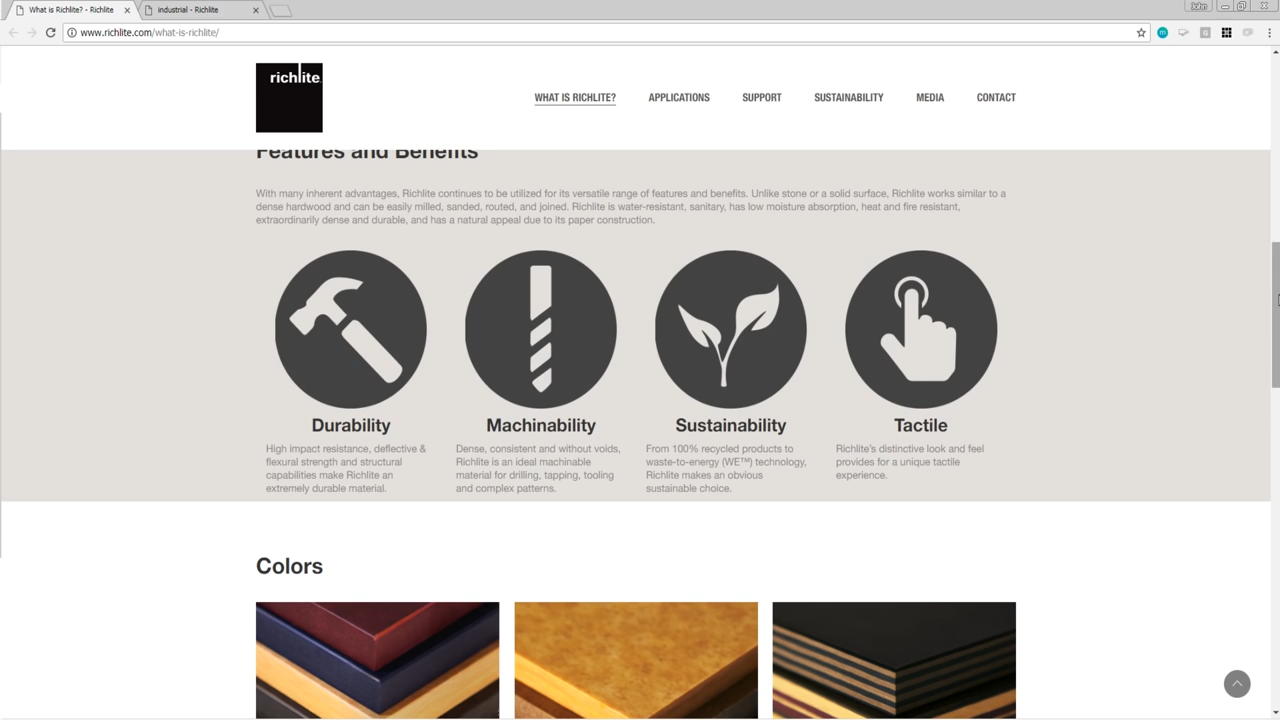 What is Richlite? - Richlite
industrial - Richlite
John
www.richlite.com/what-is-richlite/
richlite
WHAT IS RICHLITE?
APPLICATIONS
SUPPORT
SUSTAINABILITY
MEDIA
CONTACT
Features and Benefits
With many inherent advantages, Richlite continues to be utilized for its versatile range of features and benefits. Unlike stone or a solid surface, Richlite works similar to a
dense hardwood and can be easily milled, sanded, routed, and joined. Richlite is water-resistant, sanitary, has low moisture absorption, heat and fire resistant,
extraordinarily dense and durable, and has a natural appeal due to its paper construction.
Durability
High impact resistance, deflective &
flexural strength and structural
capabilities make Richlite an
extremely durable material.
Machinability
Dense, consistent and without voids,
Richlite is an ideal machinable
material for drilling, tapping, tooling
and complex patterns.
Sustainability
From 100% recycled products to
waste-to-energy (WE™) technology,
Richlite makes an obvious
sustainable choice.
Tactile
Richlite's distinctive look and feel
provides for a unique tactile
experience.
Colors